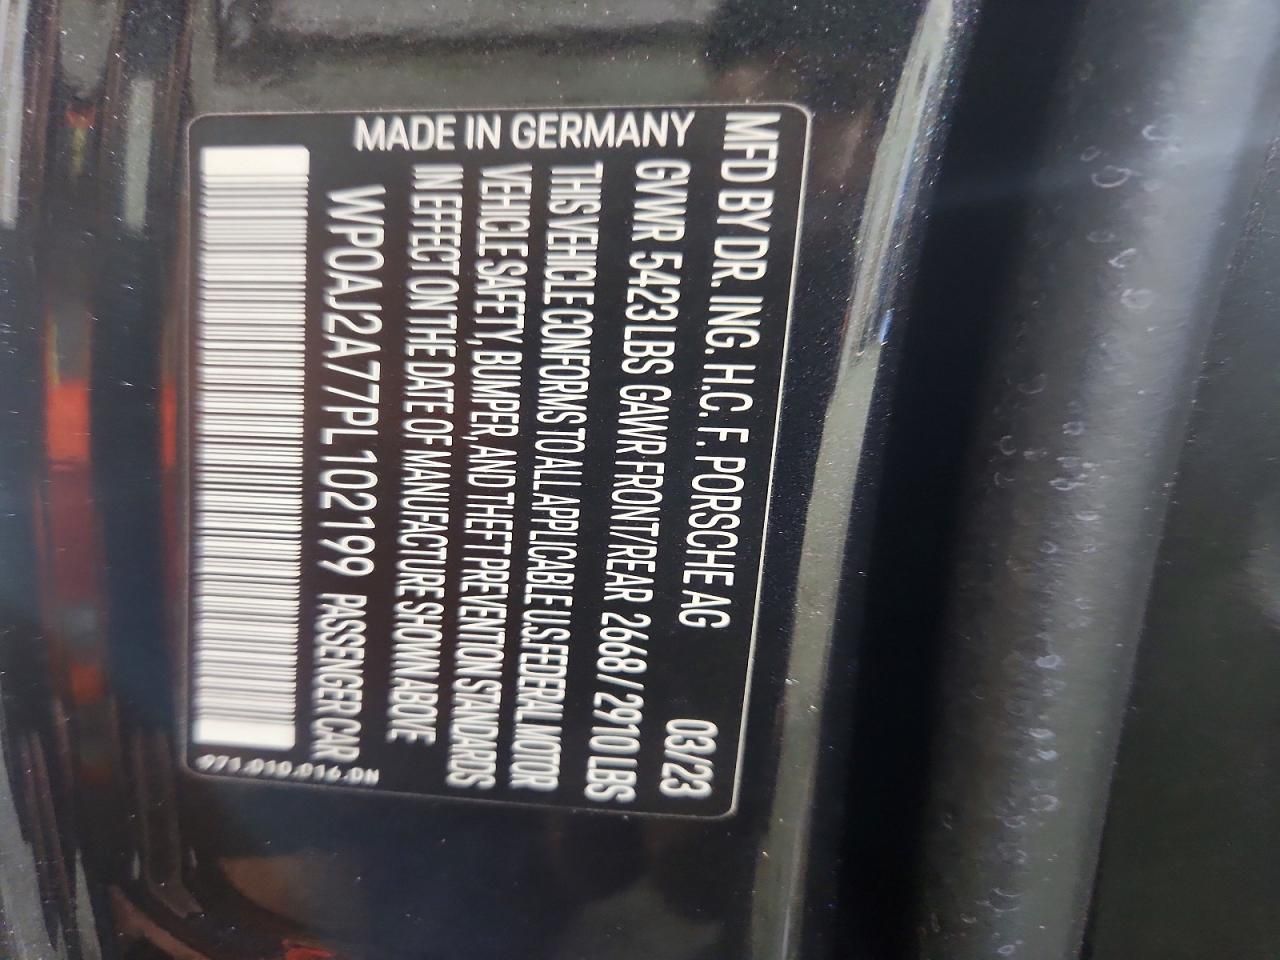 MFD BY DR. ING. H.C. F. PORSCHE AG 03/23
GVWR 5423 LBS GAWR FRONT/REAR 2668 / 2910 LBS
THIS VEHICLE CONFORMS TO ALL APPLICABLE U.S.FEDERAL MOTOR
VEHICLE SAFETY, BUMPER, AND THEFT PREVENTION STANDARDS
IN EFFECT ON THE DATE OF MANUFACTURE SHOWN ABOVE
MADE IN GERMANY
WP0AJ2A77PL102199 PASSENGER CAR
971.010.016.DN